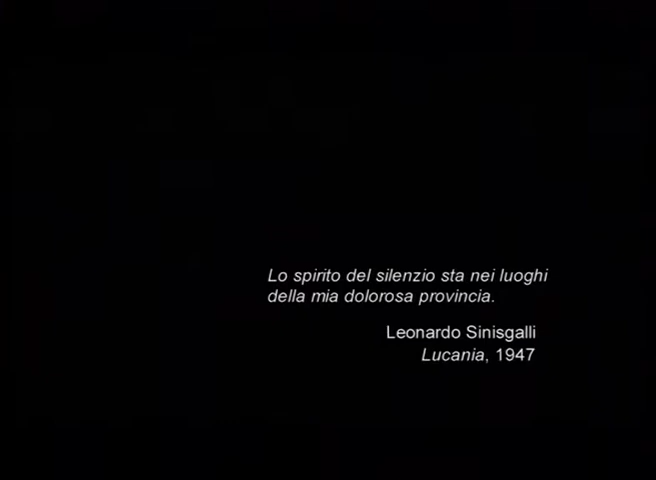 Lo spirito del silenzio sta nei luoghi
della mia dolorosa provincia.
Leonardo Sinisgalli
Lucania, 1947